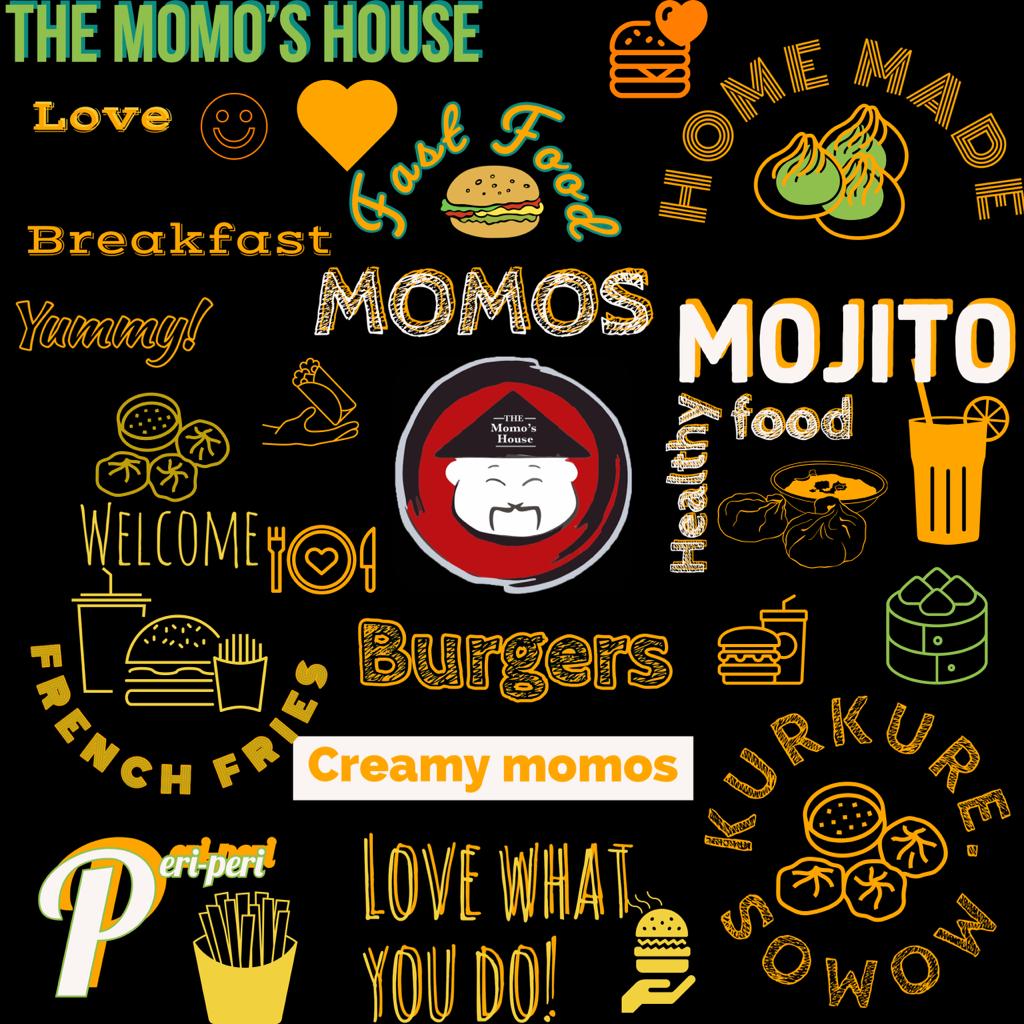 THE MOMO'S HOUSE
Love
Fast Food
HOME MADE
Breakfast
MOMOS
Yummy!
MOJITO
Healthy
food
THE
Momo's
House
WELCOME
Burgers
FRENCH FRIES
Creamy momos
KURKURE.
MOMOS
Peri-peri
LOVE WHAT
YOU DO!